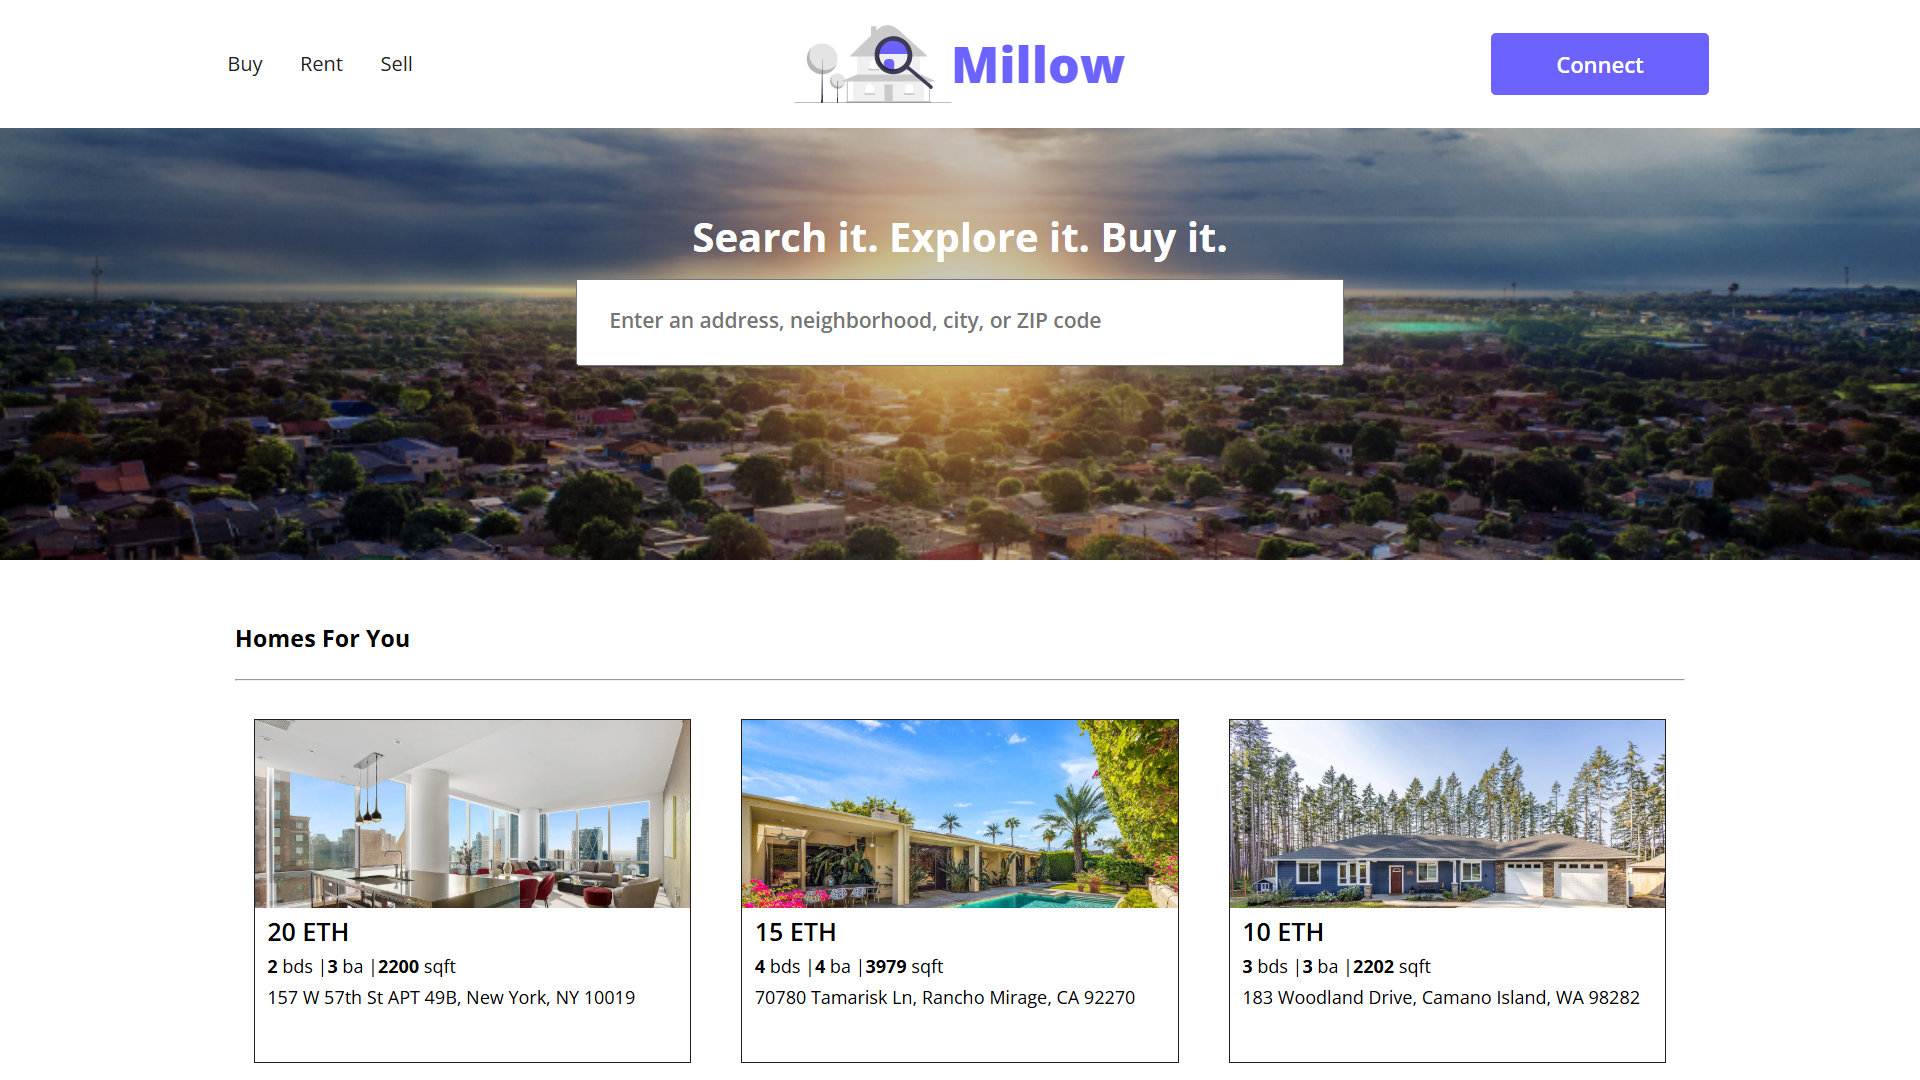 Buy Rent Sell
Millow
Connect
Search it. Explore it. Buy it.
Enter an address, neighborhood, city, or ZIP code
Homes For You
20 ETH
2 bds |3 ba |2200 sqft
157 W 57th St APT 49B, New York, NY 10019
15 ETH
4 bds |4 ba |3979 sqft
70780 Tamarisk Ln, Rancho Mirage, CA 92270
10 ETH
3 bds |3 ba |2202 sqft
183 Woodland Drive, Camano Island, WA 98282